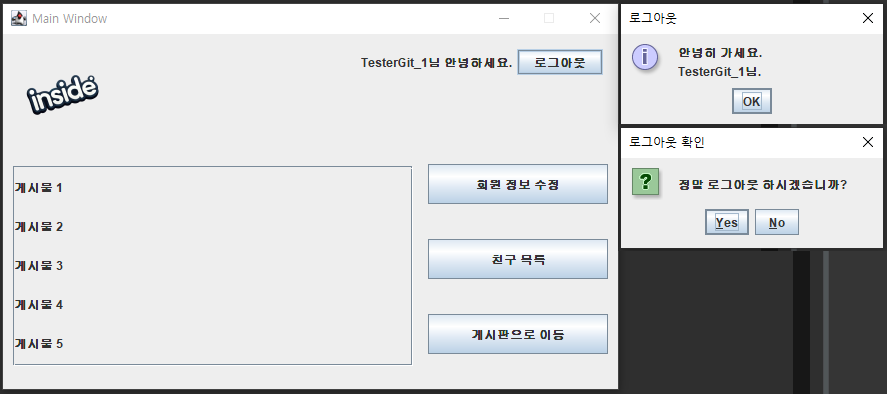 Main Window
TesterGit_1님 안녕하세요.
로그아웃
inside
게시물 1
게시물 2
게시물 3
게시물 4
게시물 5
회원 정보 수정
친구 목록
게시판으로 이동
로그아웃
안녕히 가세요.
TesterGit_1님.
OK
로그아웃 확인
정말 로그아웃 하시겠습니까?
Yes
No